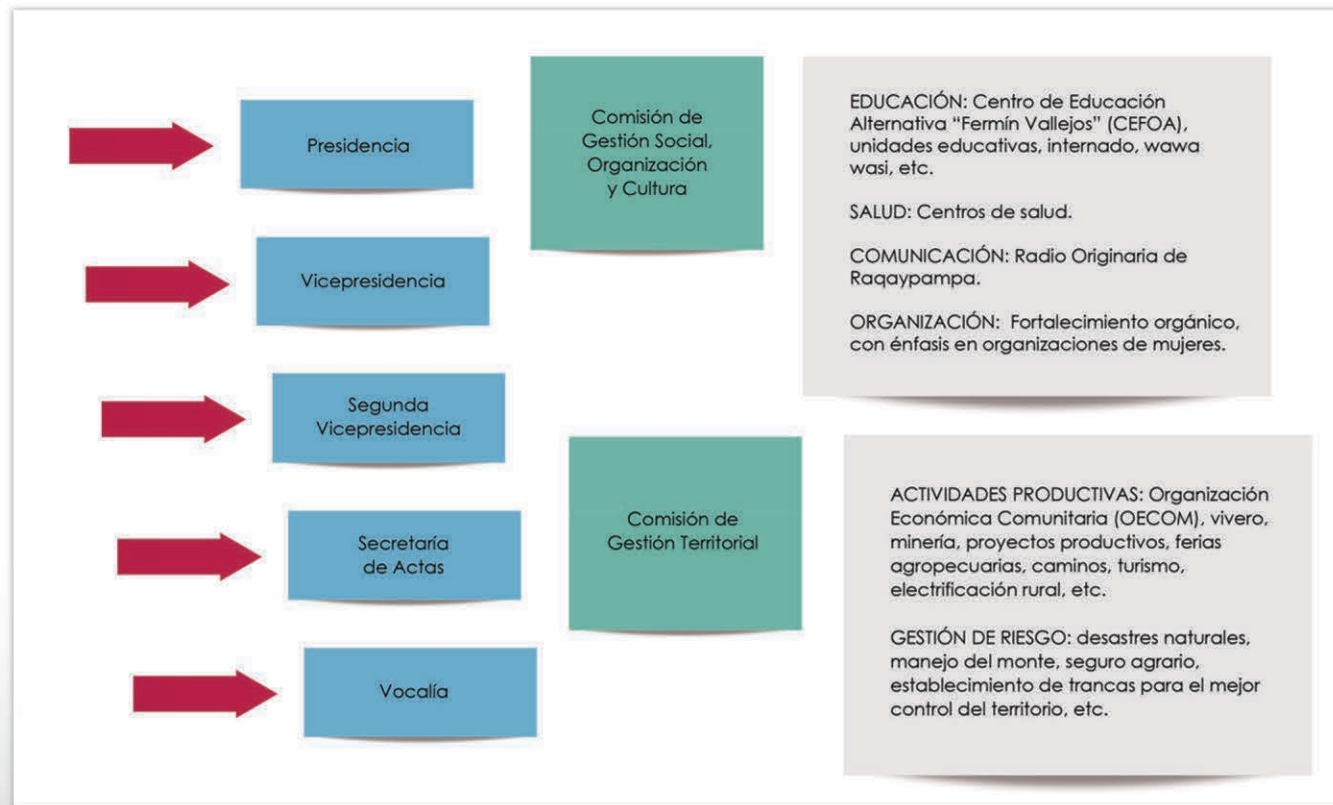 Presidencia
Vicepresidencia
Segunda
Vicepresidencia
Secretaría
de Actas
Vocalía
Comisión de
Gestión Social,
Organización
y Cultura
Comisión de
Gestión Territorial
EDUCACIÓN: Centro de Educación
Alternativa “Fermín Vallejos” (CEFOA),
unidades educativas, internado, wawa
wasi, etc.
SALUD: Centros de salud.
COMUNICACIÓN: Radio Originaria de
Raqaypampa.
ORGANIZACIÓN: Fortalecimiento orgánico,
con énfasis en organizaciones de mujeres.
ACTIVIDADES PRODUCTIVAS: Organización
Económica Comunitaria (OECOM), vivero,
minería, proyectos productivos, ferias
agropecuarias, caminos, turismo,
electrificación rural, etc.
GESTIÓN DE RIESGO: desastres naturales,
manejo del monte, seguro agrario,
establecimiento de trancas para el mejor
control del territorio, etc.